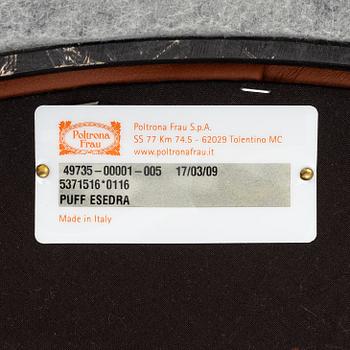 Poltrona
Frau
Poltrona Frau S.p.A.
SS 77 Km 74.5 - 62029 Tolentino MC
www.poltronafrau.it
49735-00001-005 17/03/09
5371516*0116
PUFF ESEDRA
Made in Italy